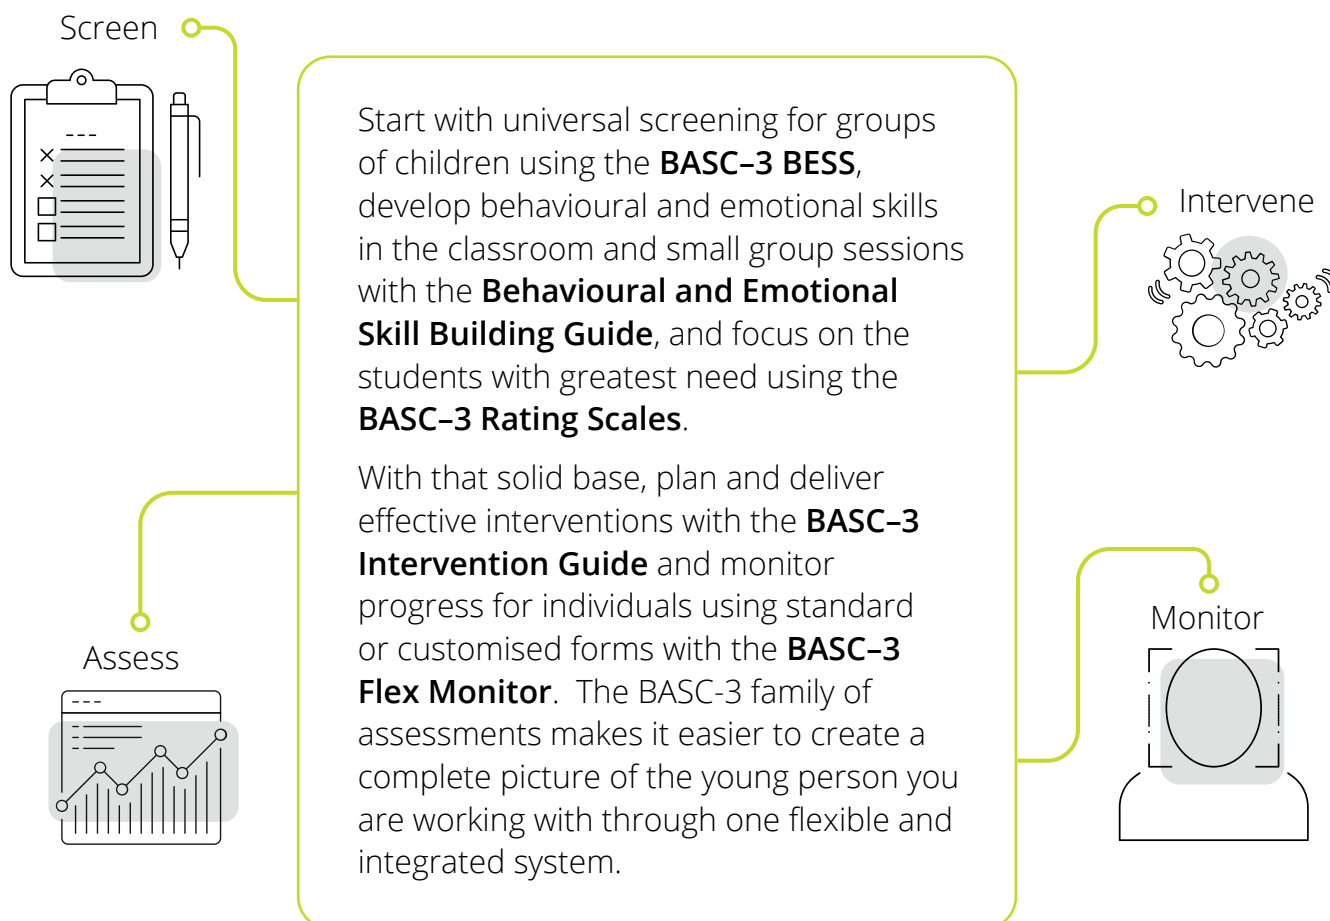 Screen
Start with universal screening for groups
of children using the BASC–3 BESS,
develop behavioural and emotional skills
in the classroom and small group sessions
with the Behavioural and Emotional
Skill Building Guide, and focus on the
students with greatest need using the
BASC–3 Rating Scales.
With that solid base, plan and deliver
effective interventions with the BASC–3
Intervention Guide and monitor
progress for individuals using standard
or customised forms with the BASC–3
Flex Monitor.  The BASC-3 family of
assessments makes it easier to create a
complete picture of the young person you
are working with through one flexible and
integrated system.
Intervene
Assess
Monitor